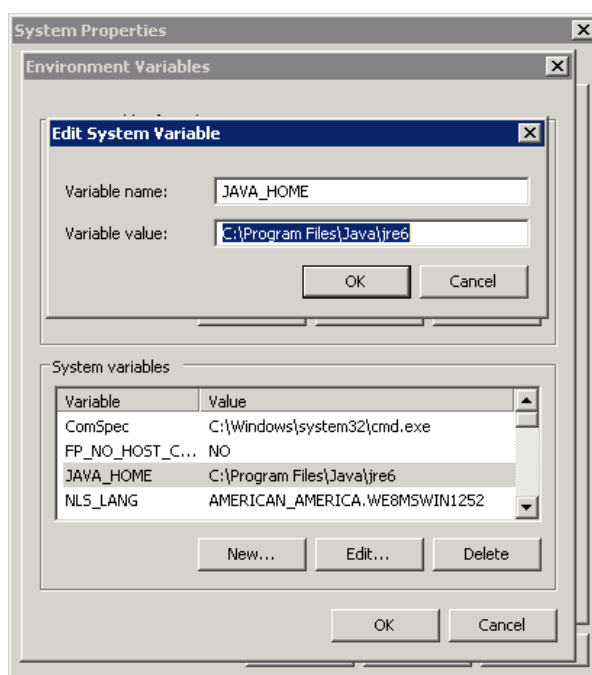 System Properties
Environment Variables
Edit System Variable
Variable name:
JAVA_HOME
Variable value:
C:\Program Files\Java\jre6
OK Cancel
System variables
Variable Value
ComSpec C:\Windows\system32\cmd.exe
FP_NO_HOST_C... NO
JAVA_HOME C:\Program Files\Java\jre6
NLS_LANG AMERICAN_AMERICA.WE8MSWIN1252
New... Edit... Delete
OK Cancel